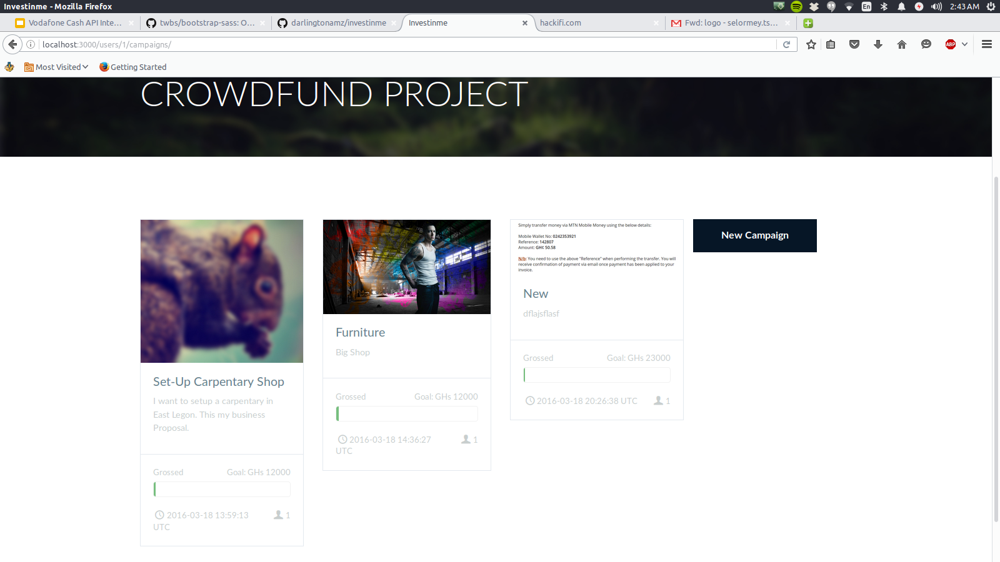 Investinme - Mozilla Firefox
En
2:43 AM
Vodafone Cash API Inte...
twbs/bootstrap-sass: O...
darlingtonamz/investinme
Investinme
hackifi.com
Fwd: logo - selormey.ts...
localhost:3000/users/1/campaigns/
ABP
Most Visited
Getting Started
CROWDFUND PROJECT
Set-Up Carpentary Shop
I want to setup a carpentary in
East Legon. This my business
Proposal.
Grossed Goal: GHs 12000
2016-03-18 13:59:13 1
UTC
Furniture
Big Shop
Grossed Goal: GHs 12000
2016-03-18 14:36:27 1
UTC
Simply transfer money via MTN Mobile Money using the below details:
Mobile Wallet No: 0242353921
Reference: 142807
Amount: GH¢ 50.58
N/b: You need to use the above "Reference" when performing the transfer. You will
receive confirmation of payment via email once payment has been applied to your
invoice.
New
dflajsflasf
Grossed Goal: GHs 23000
2016-03-18 20:26:38 UTC 1
New Campaign